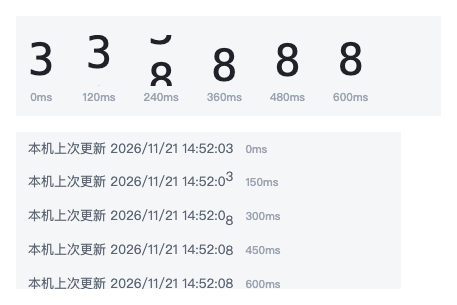 3 3 3 8 8 8 8
0ms 120ms 240ms 360ms 480ms 600ms
本机上次更新 2026/11/21 14:52:03 0ms
本机上次更新 2026/11/21 14:52:03 150ms
本机上次更新 2026/11/21 14:52:08 300ms
本机上次更新 2026/11/21 14:52:08 450ms
本机上次更新 2026/11/21 14:52:08 600ms